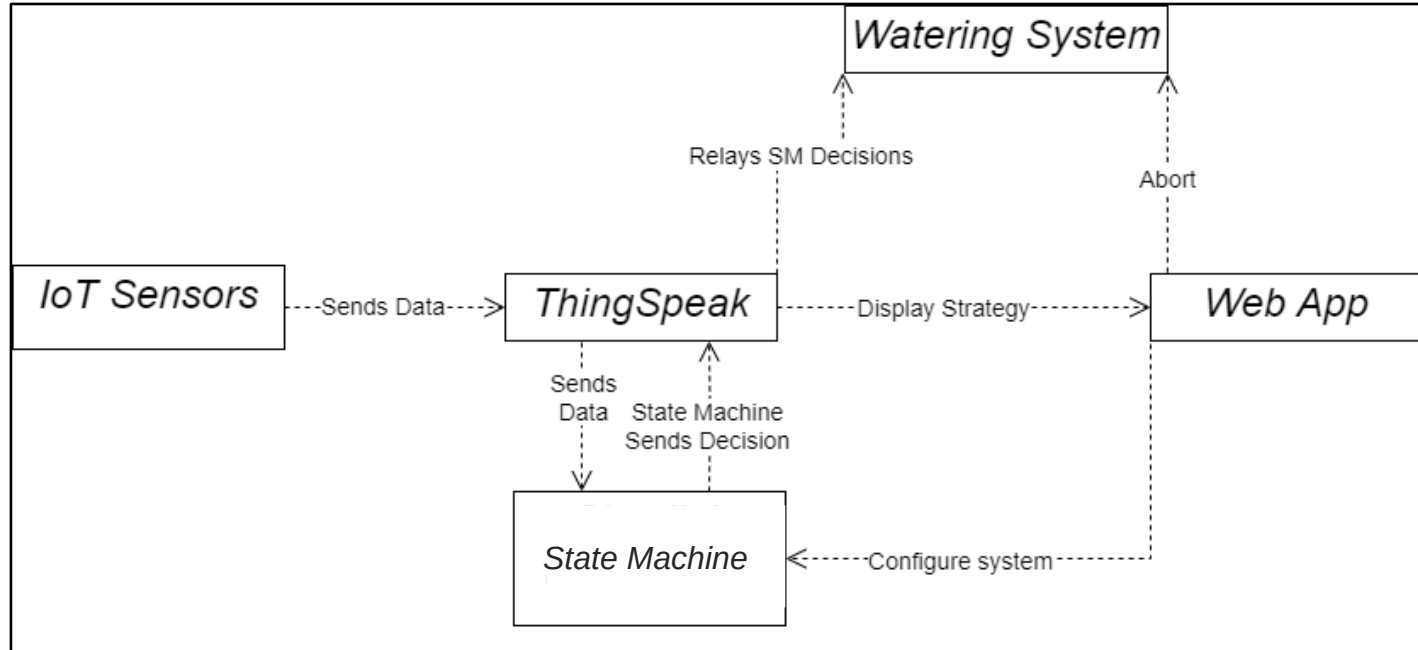 Watering System
Relays SM Decisions
Abort
IoT Sensors
Sends Data
ThingSpeak
Display Strategy
Web App
Sends
Data
State Machine
Sends Decision
State Machine
Configure system